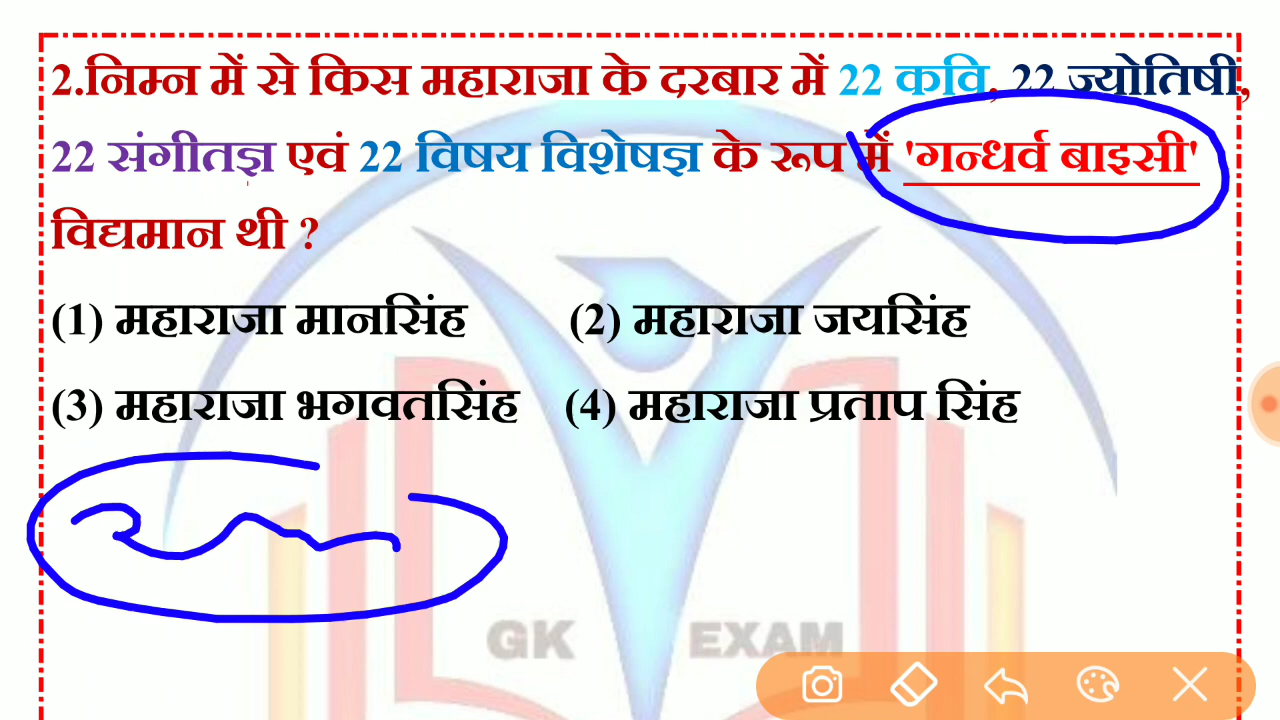 2.निम्न में से किस महाराजा के दरबार में 22 कवि, 22 ज्योतिषी,
22 संगीतज्ञ एवं 22 विषय विशेषज्ञ के रूप में 'गन्धर्व बाइसी'
विद्यमान थी ?
(1) महाराजा मानसिंह (2) महाराजा जयसिंह
(3) महाराजा भगवतसिंह (4) महाराजा प्रताप सिंह
GK EXAM